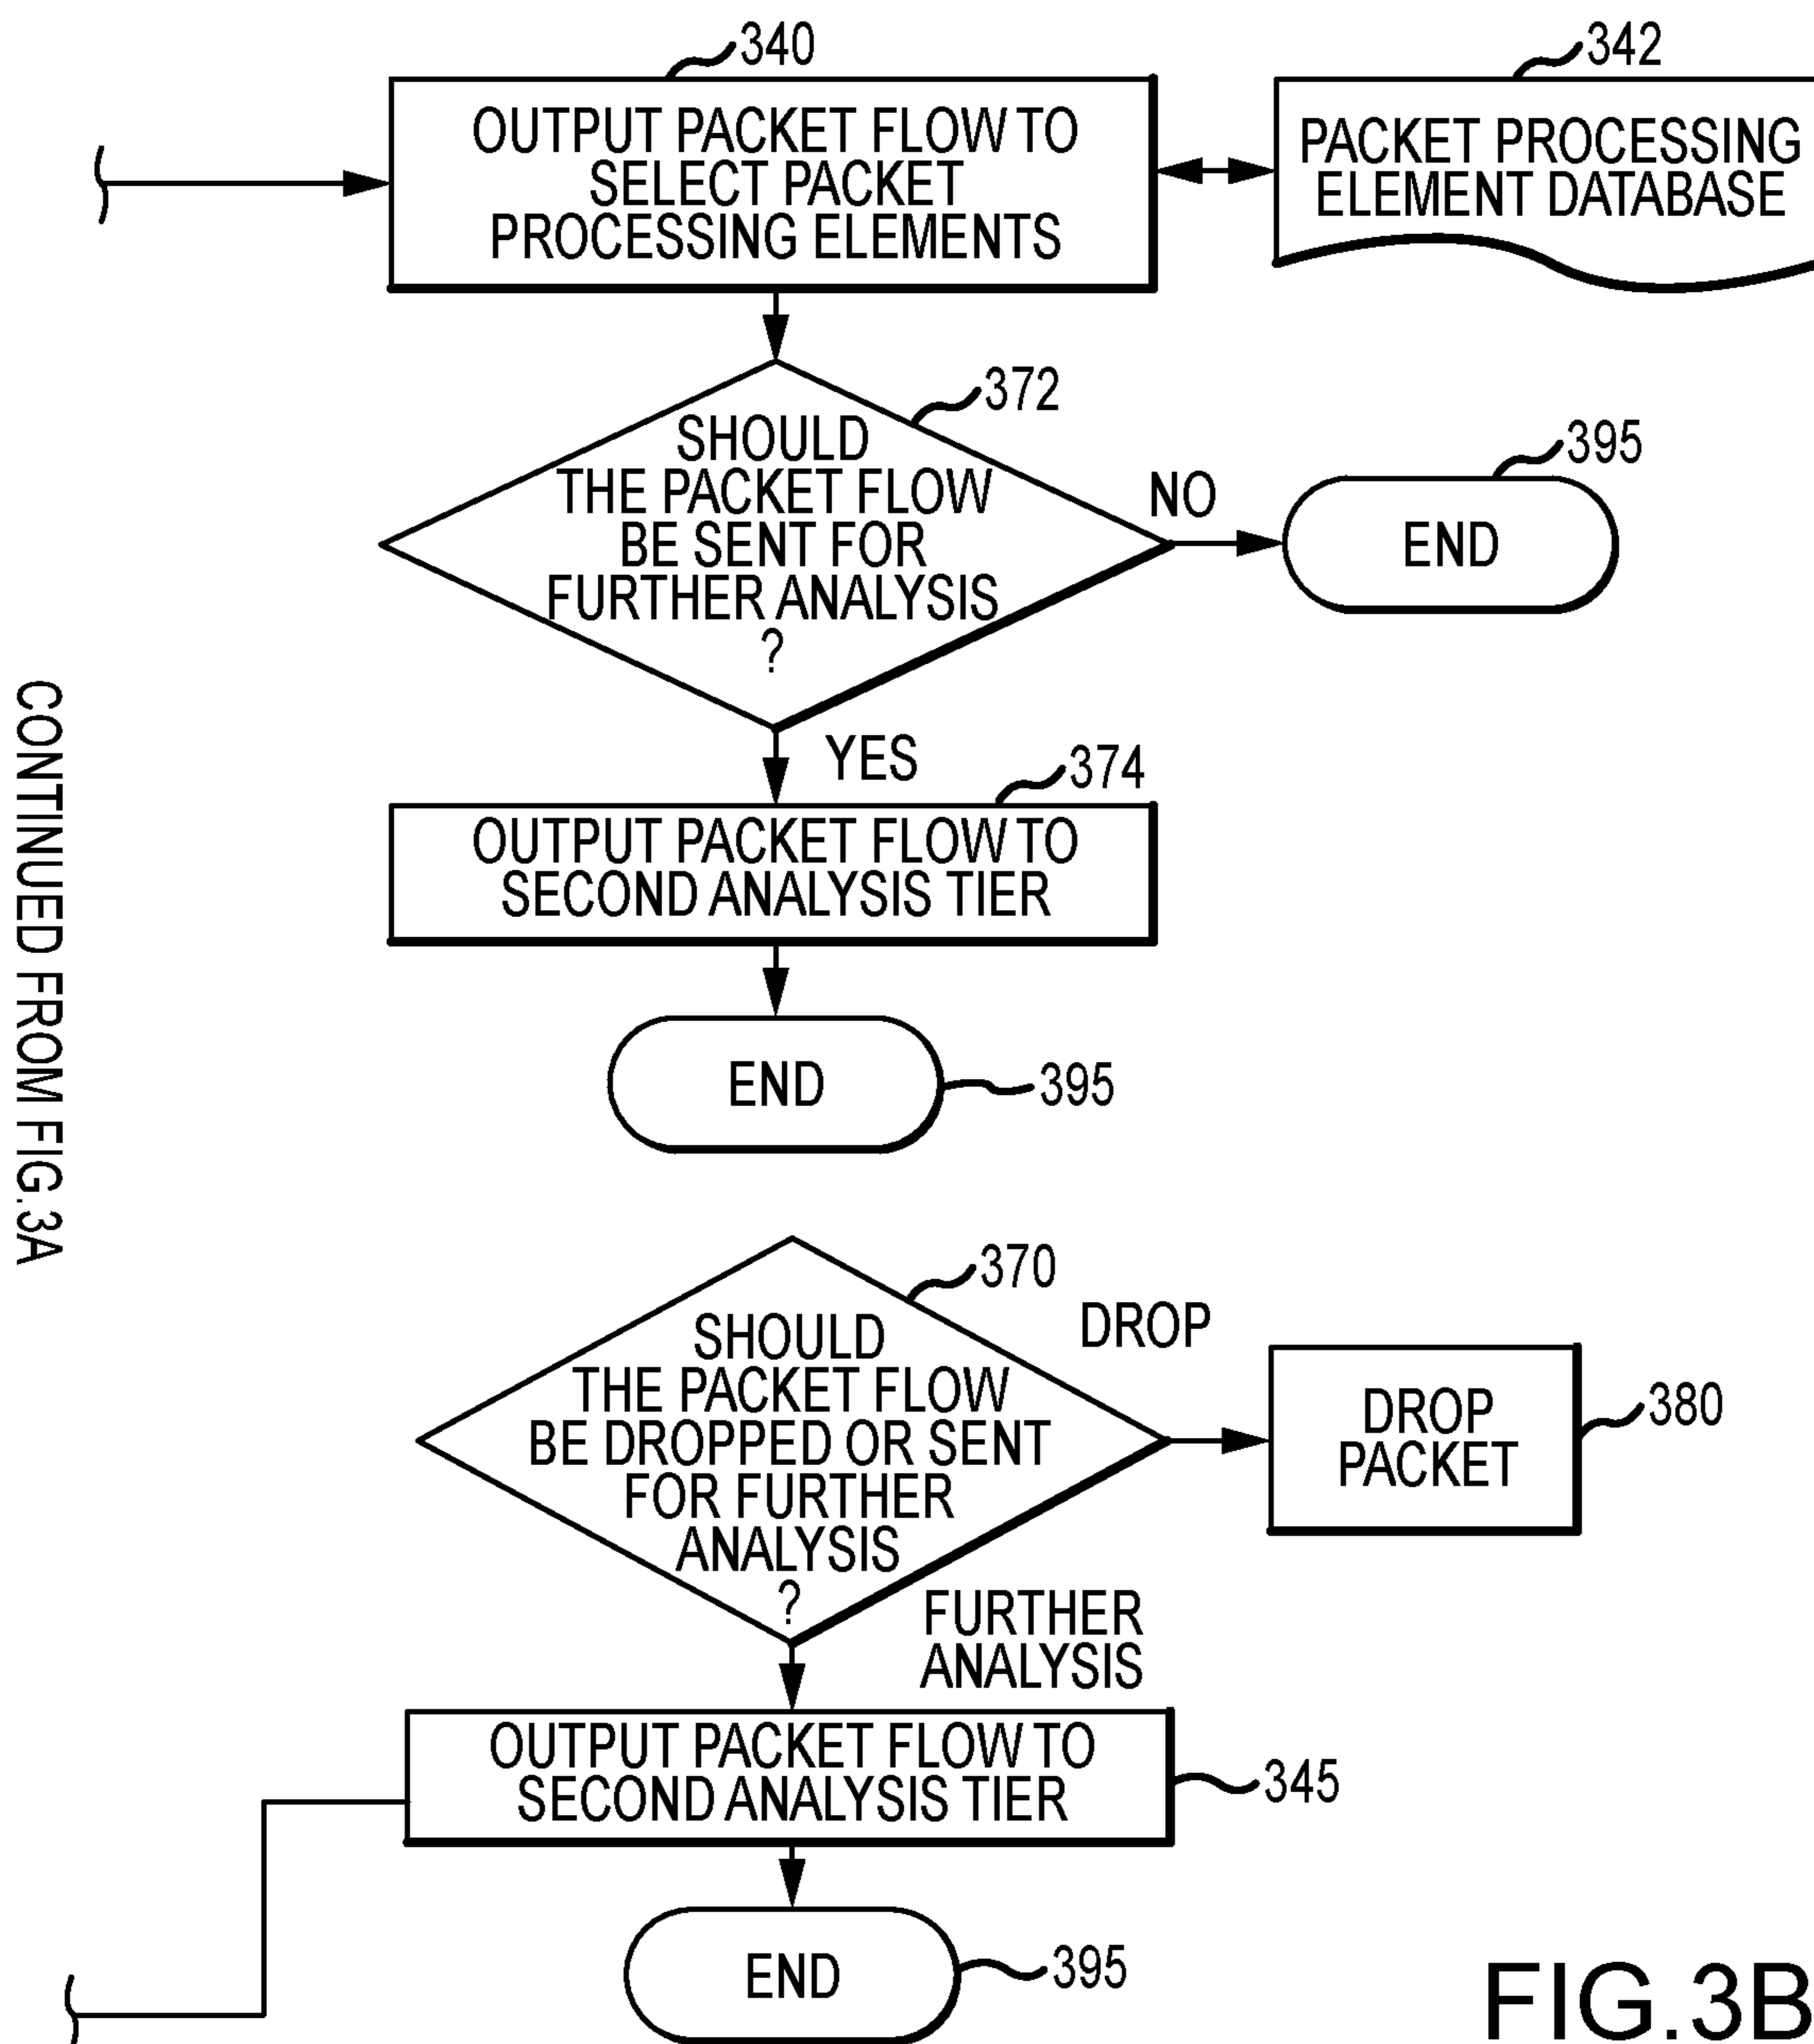 340
342
OUTPUT PACKET FLOW TO
SELECT PACKET
PROCESSING ELEMENTS
PACKET PROCESSING
ELEMENT DATABASE
372
SHOULD
THE PACKET FLOW
BE SENT FOR
FURTHER ANALYSIS
?
NO
395
END
YES
374
OUTPUT PACKET FLOW TO
SECOND ANALYSIS TIER
END
395
CONTINUED FROM FIG.3A
370
SHOULD
THE PACKET FLOW
BE DROPPED OR SENT
FOR FURTHER
ANALYSIS
?
DROP
DROP
PACKET
380
FURTHER
ANALYSIS
OUTPUT PACKET FLOW TO
SECOND ANALYSIS TIER
345
END
395
FIG.3B